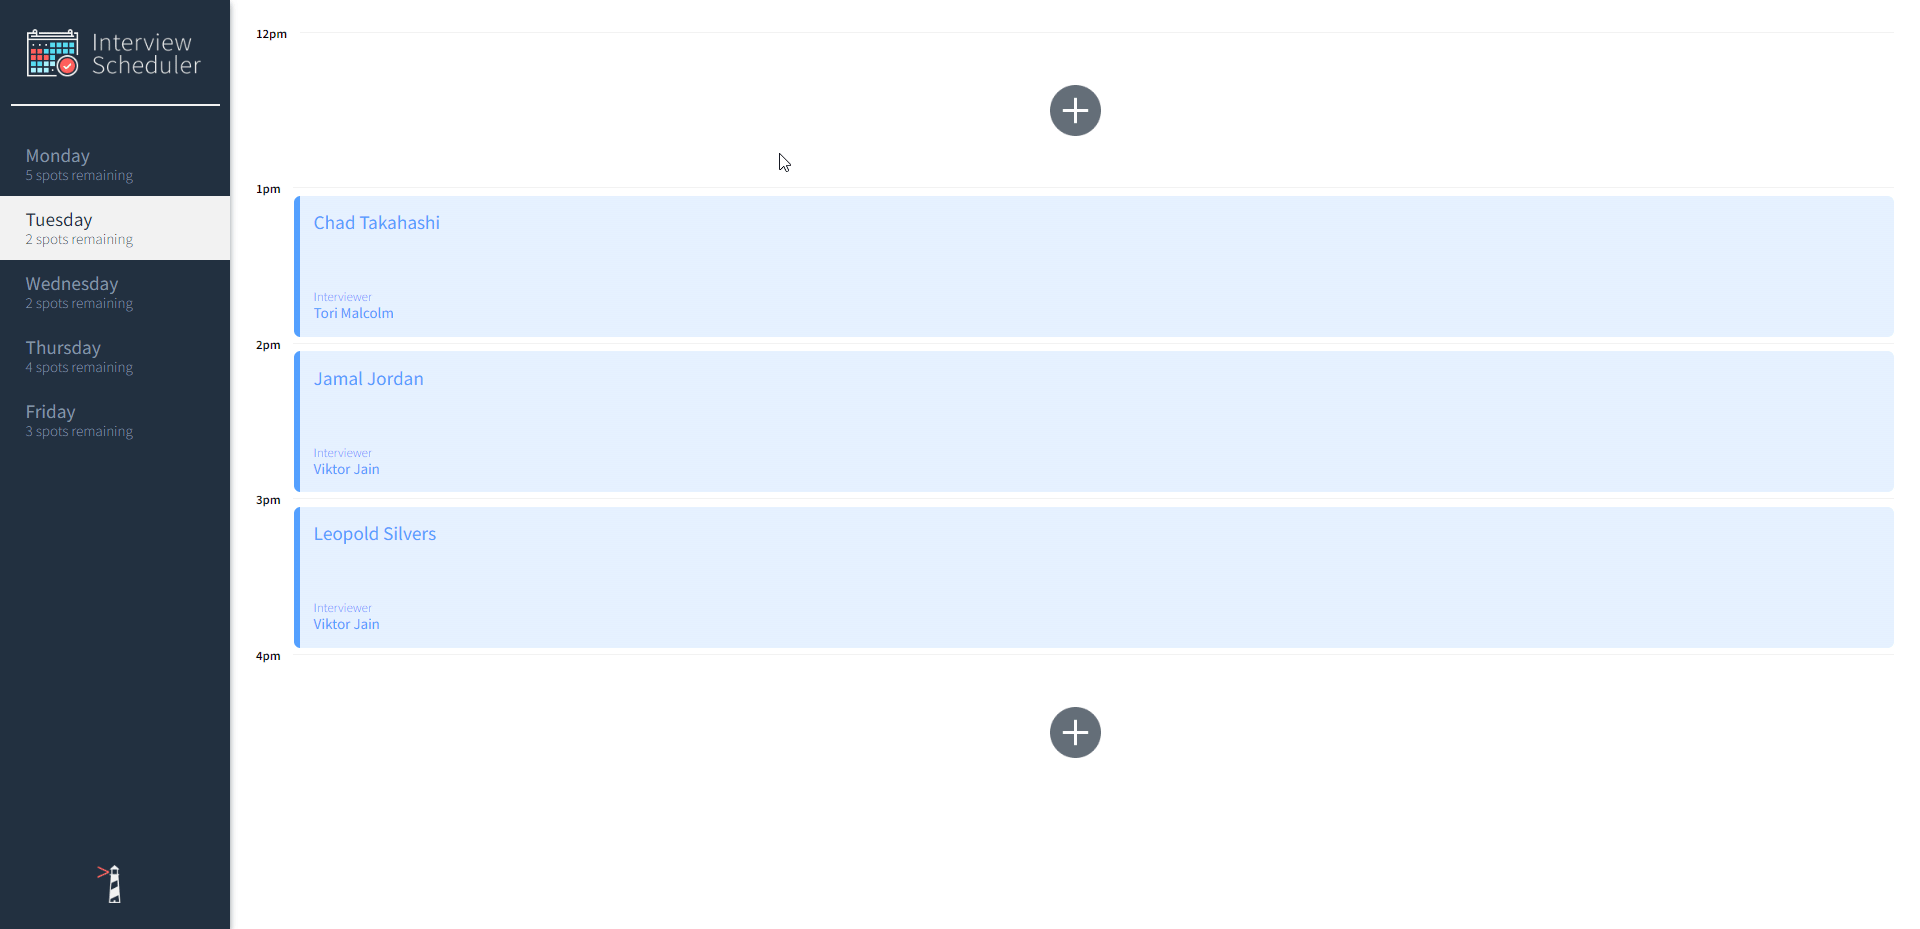 Interview
Scheduler
Monday
5 spots remaining
Tuesday
2 spots remaining
Wednesday
2 spots remaining
Thursday
4 spots remaining
Friday
3 spots remaining
12pm
1pm
Chad Takahashi
Interviewer
Tori Malcolm
2pm
Jamal Jordan
Interviewer
Viktor Jain
3pm
Leopold Silvers
Interviewer
Viktor Jain
4pm